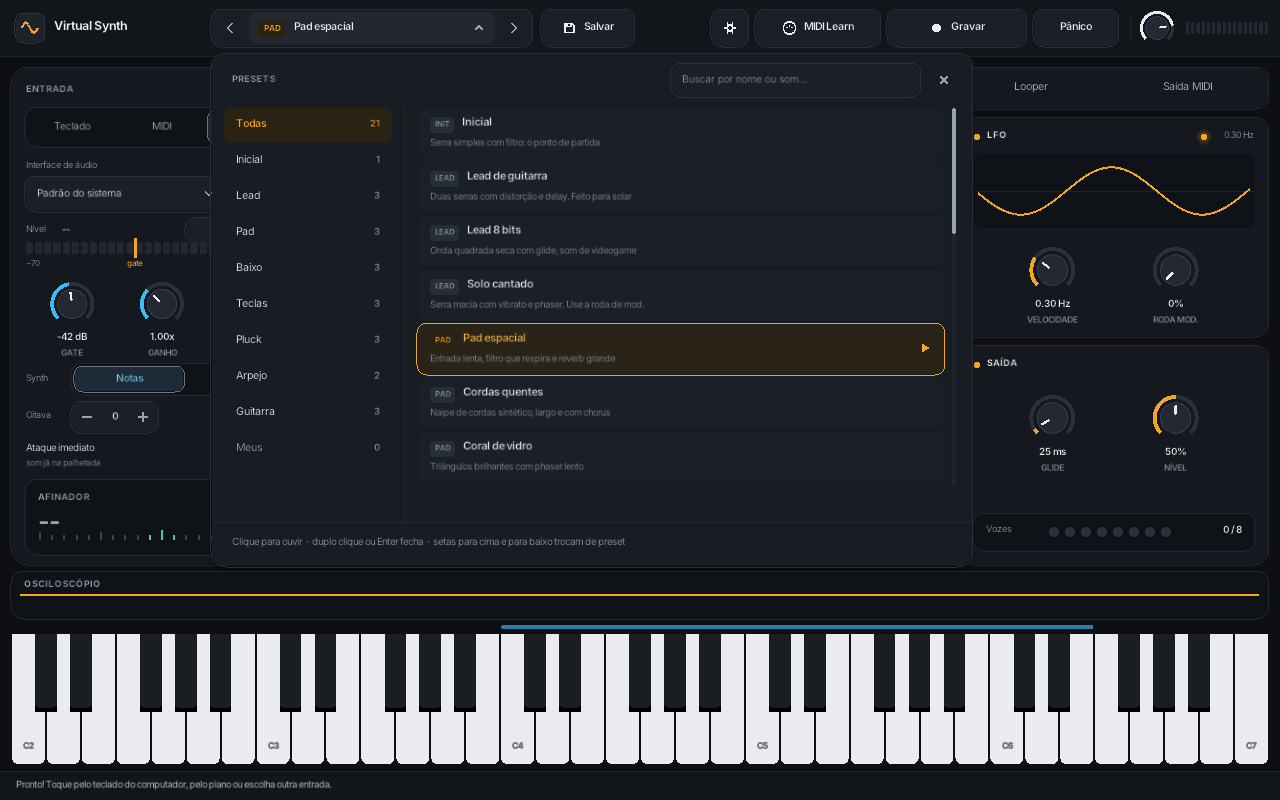 Virtual Synth
PAD Pad espacial
Salvar
MIDI Learn
Gravar
Pânico
ENTRADA
Teclado MIDI
Interface de áudio
Padrão do sistema
Nível --
-70 gate
-42 dB 1.00x
GATE GANHO
Synth Notas
Oitava 0
Ataque imediato
som já na palhetada
AFINADOR
--
PRESETS
Buscar por nome ou som...
Todas 21
Inicial 1
Lead 3
Pad 3
Baixo 3
Teclas 3
Pluck 3
Arpejo 2
Guitarra 3
Meus 0
INIT Inicial
Serra simples com filtro: o ponto de partida
LEAD Lead de guitarra
Duas serras com distorção e delay. Feito para solar
LEAD Lead 8 bits
Onda quadrada seca com glide, som de videogame
LEAD Solo cantado
Serra macia com vibrato e phaser. Use a roda de mod.
PAD Pad espacial
Entrada lenta, filtro que respira e reverb grande
PAD Cordas quentes
Naipe de cordas sintético, largo e com chorus
PAD Coral de vidro
Triângulos brilhantes com phaser lento
Clique para ouvir · duplo clique ou Enter fecha · setas para cima e para baixo trocam de preset
Looper Saída MIDI
LFO 0.30 Hz
0.30 Hz 0%
VELOCIDADE RODA MOD.
SAÍDA
25 ms 50%
GLIDE NÍVEL
Vozes 0 / 8
OSCILOSCÓPIO
C2 C3 C4 C5 C6 C7
Pronto! Toque pelo teclado do computador, pelo piano ou escolha outra entrada.